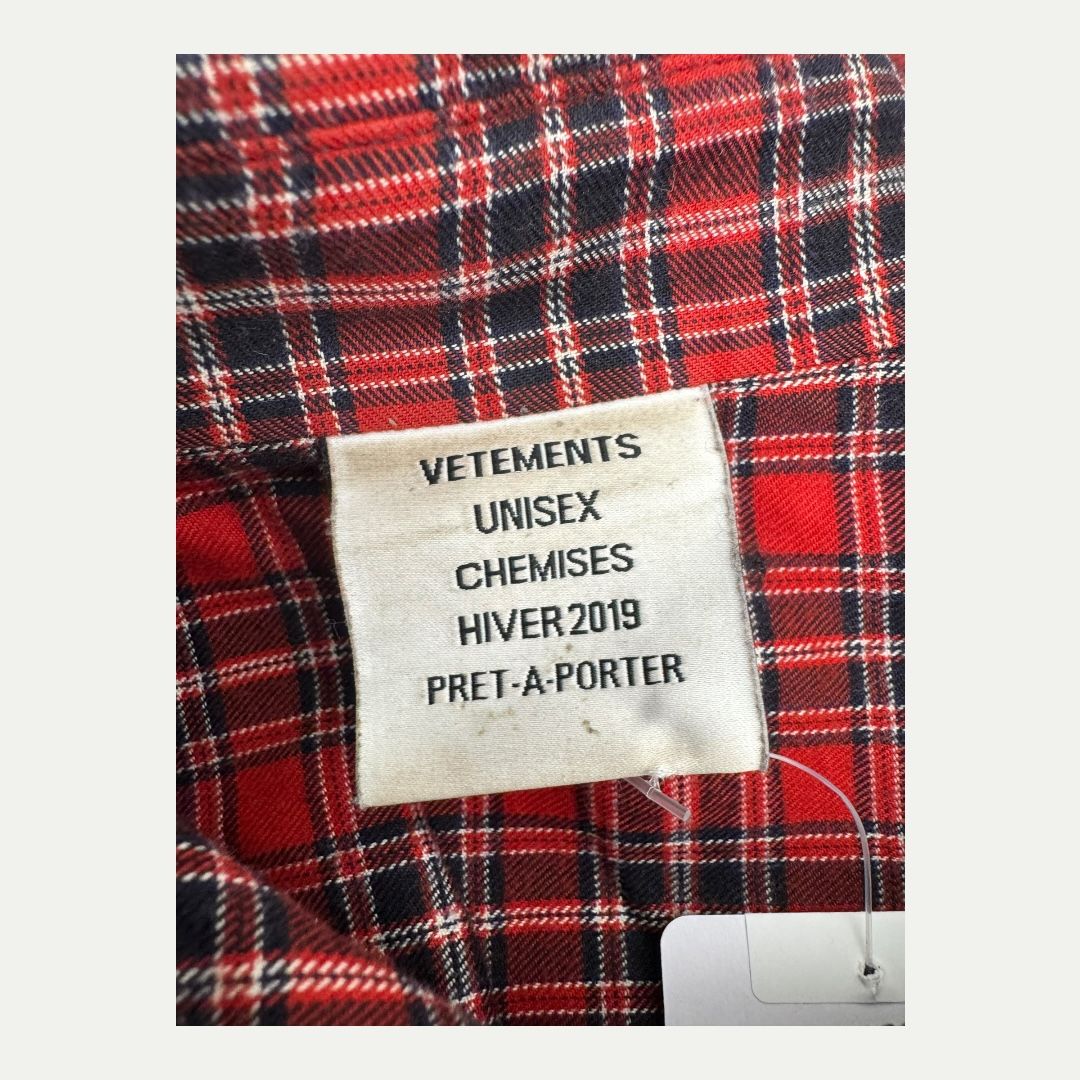 VETEMENTS
UNISEX
CHEMISES
HIVER 2019
PRET-A-PORTER